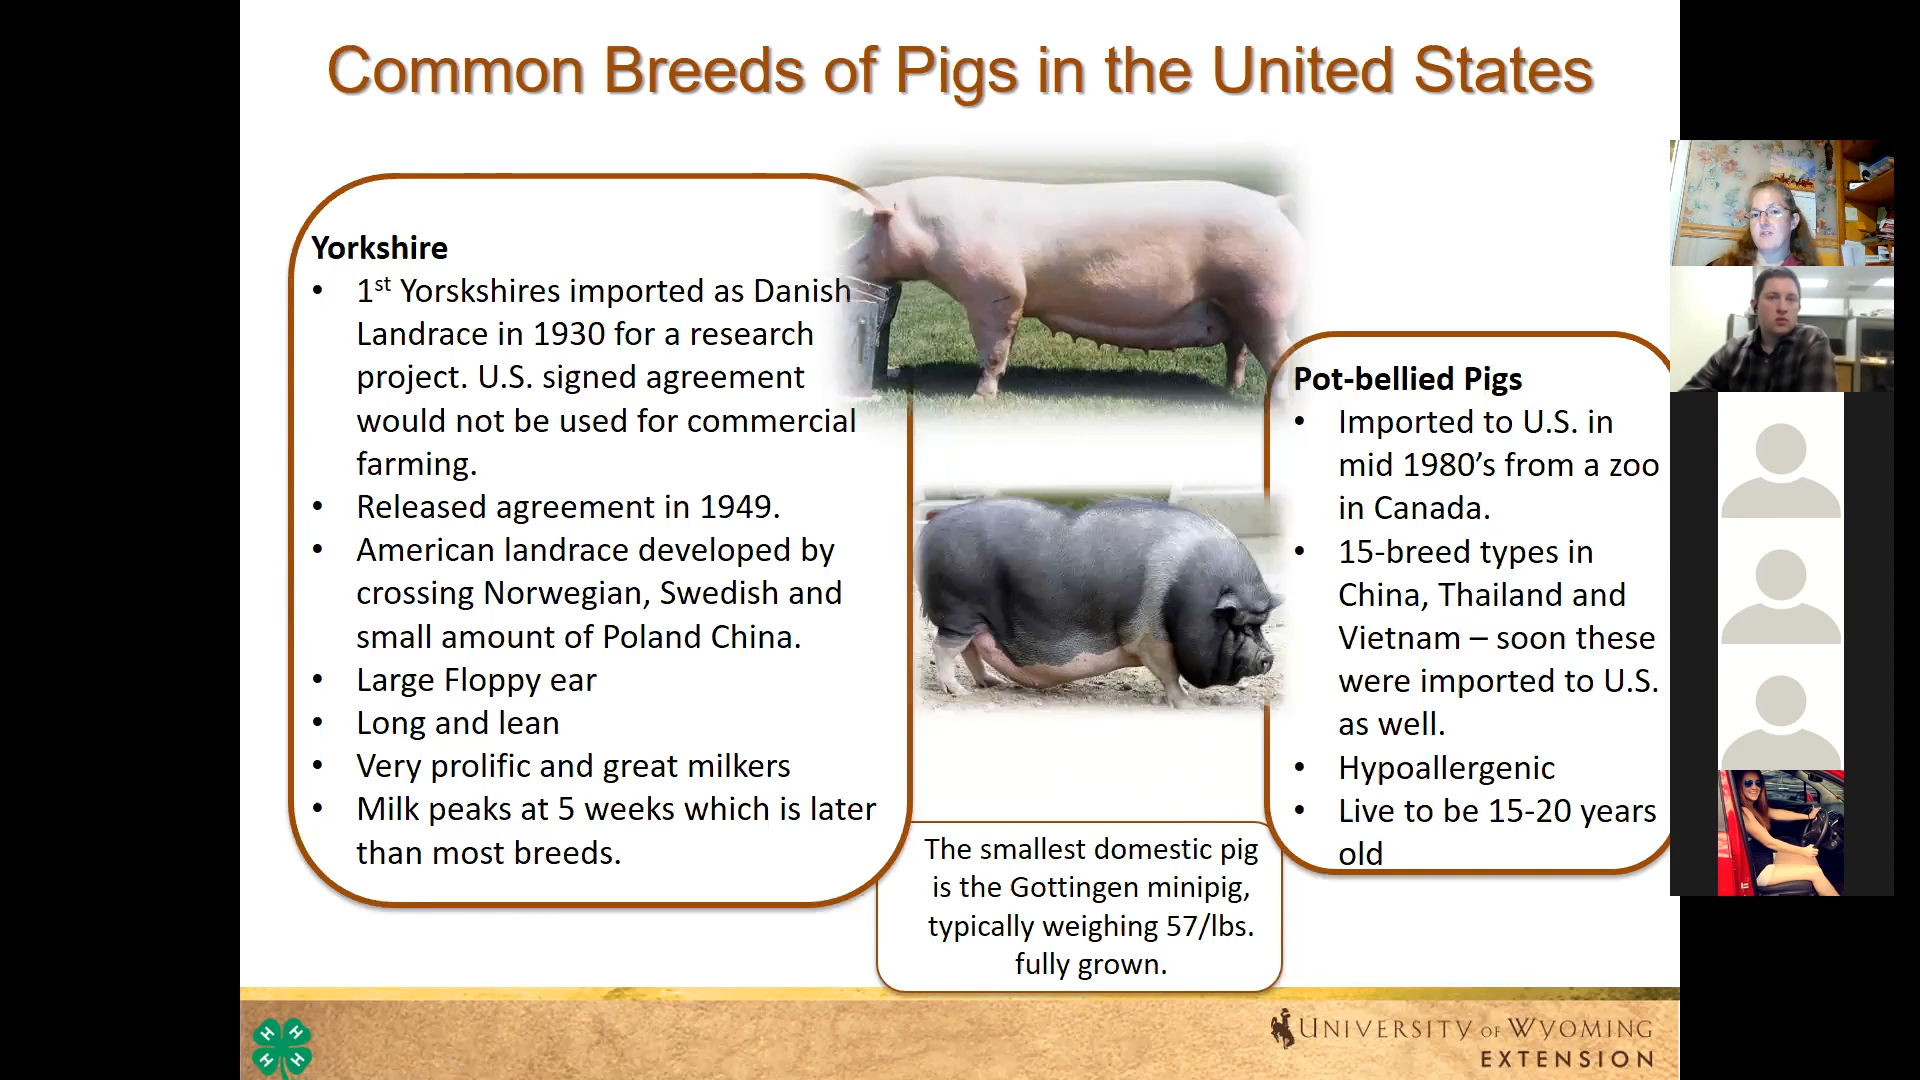 Common Breeds of Pigs in the United States
Yorkshire
• 1st Yorskshires imported as Danish
Landrace in 1930 for a research
project. U.S. signed agreement
would not be used for commercial
farming.
• Released agreement in 1949.
• American landrace developed by
crossing Norwegian, Swedish and
small amount of Poland China.
• Large Floppy ear
• Long and lean
• Very prolific and great milkers
• Milk peaks at 5 weeks which is later
than most breeds.
Pot-bellied Pigs
• Imported to U.S. in
mid 1980’s from a zoo
in Canada.
• 15-breed types in
China, Thailand and
Vietnam – soon these
were imported to U.S.
as well.
• Hypoallergenic
• Live to be 15-20 years
old
The smallest domestic pig
is the Gottingen minipig,
typically weighing 57/lbs.
fully grown.
H H
H H
UNIVERSITY OF WYOMING
EXTENSION